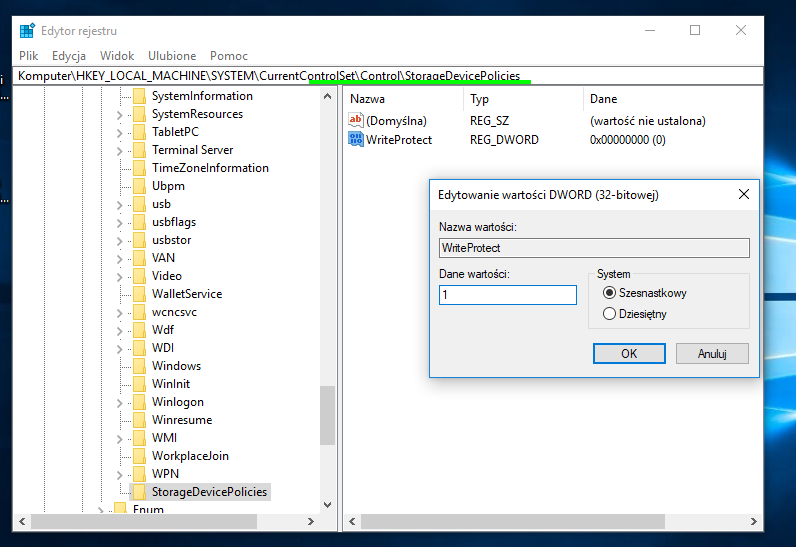 Edytor rejestru
Plik Edycja Widok Ulubione Pomoc
Komputer\HKEY_LOCAL_MACHINE\SYSTEM\CurrentControlSet\Control\StorageDevicePolicies
i
...
...
SystemInformation
SystemResources
TabletPC
Terminal Server
TimeZoneInformation
Ubpm
usb
usbflags
usbstor
VAN
Video
WalletService
wcncsvc
Wdf
WDI
Windows
WinInit
Winlogon
Winresume
WMI
WorkplaceJoin
WPN
StorageDevicePolicies
Enum
Nazwa Typ Dane
ab (Domyślna) REG_SZ (wartość nie ustalona)
WriteProtect REG_DWORD 0x00000000 (0)
Edytowanie wartości DWORD (32-bitowej)
Nazwa wartości:
WriteProtect
Dane wartości:
1
System
Szesnastkowy
Dziesiętny
OK Anuluj